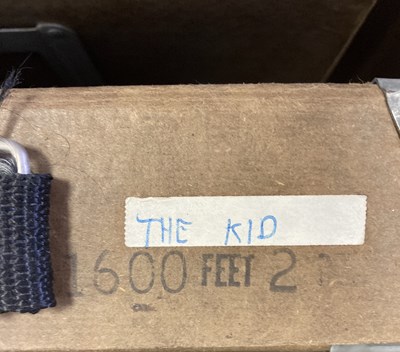 THE KID
1600 FEET 2